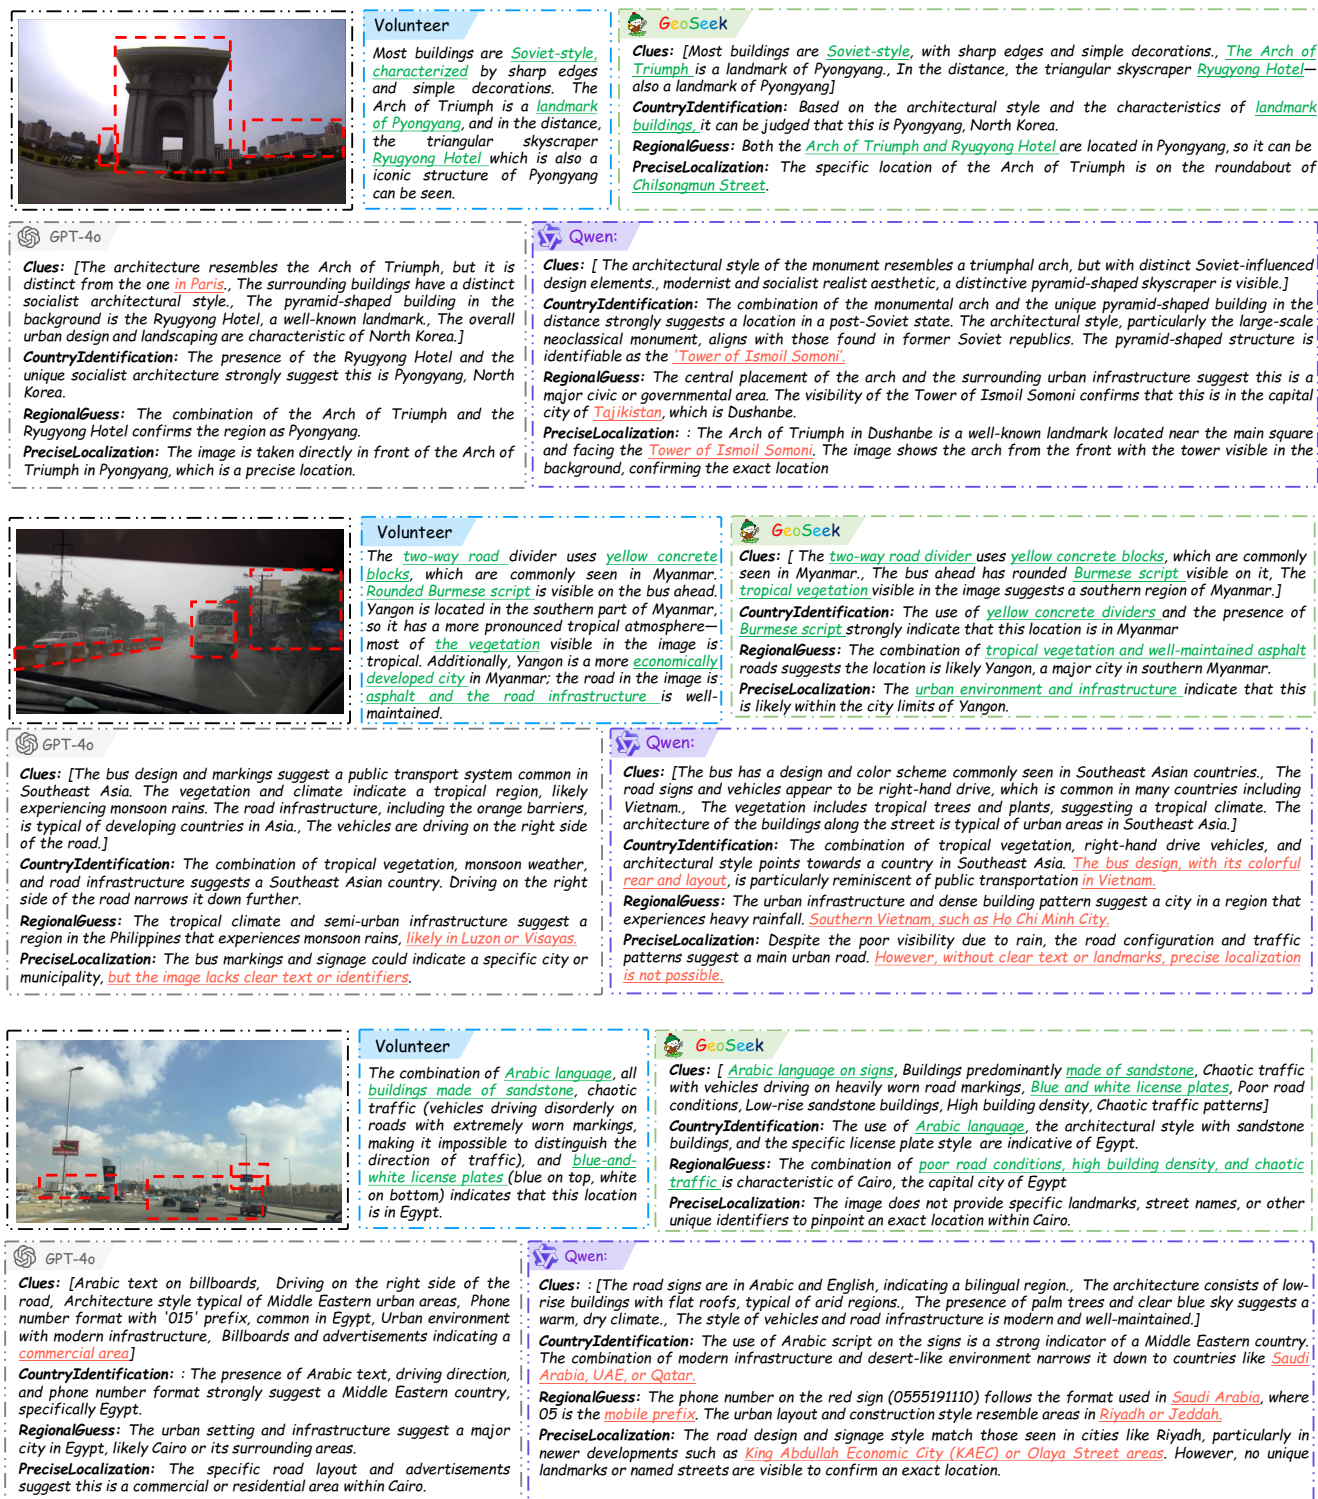 Volunteer
Most buildings are Soviet-style,
characterized by sharp edges
and simple decorations. The
Arch of Triumph is a landmark
of Pyongyang, and in the distance,
the triangular skyscraper
Ryugyong Hotel which is also a
iconic structure of Pyongyang
can be seen.
GeoSeek
Clues: [Most buildings are Soviet-style, with sharp edges and simple decorations., The Arch of
Triumph is a landmark of Pyongyang., In the distance, the triangular skyscraper Ryugyong Hotel—
also a landmark of Pyongyang]
CountryIdentification: Based on the architectural style and the characteristics of landmark
buildings, it can be judged that this is Pyongyang, North Korea.
RegionalGuess: Both the Arch of Triumph and Ryugyong Hotel are located in Pyongyang, so it can be
PreciseLocalization: The specific location of the Arch of Triumph is on the roundabout of
Chilsongmun Street.
GPT-4o
Clues: [The architecture resembles the Arch of Triumph, but it is
distinct from the one in Paris., The surrounding buildings have a distinct
socialist architectural style., The pyramid-shaped building in the
background is the Ryugyong Hotel, a well-known landmark., The overall
urban design and landscaping are characteristic of North Korea.]
CountryIdentification: The presence of the Ryugyong Hotel and the
unique socialist architecture strongly suggest this is Pyongyang, North
Korea.
RegionalGuess: The combination of the Arch of Triumph and the
Ryugyong Hotel confirms the region as Pyongyang.
PreciseLocalization: The image is taken directly in front of the Arch of
Triumph in Pyongyang, which is a precise location.
Qwen:
Clues: [ The architectural style of the monument resembles a triumphal arch, but with distinct Soviet-influenced
design elements., modernist and socialist realist aesthetic, a distinctive pyramid-shaped skyscraper is visible.]
CountryIdentification: The combination of the monumental arch and the unique pyramid-shaped building in the
distance strongly suggests a location in a post-Soviet state. The architectural style, particularly the large-scale
neoclassical monument, aligns with those found in former Soviet republics. The pyramid-shaped structure is
identifiable as the 'Tower of Ismoil Somoni'.
RegionalGuess: The central placement of the arch and the surrounding urban infrastructure suggest this is a
major civic or governmental area. The visibility of the Tower of Ismoil Somoni confirms that this is in the capital
city of Tajikistan, which is Dushanbe.
PreciseLocalization: : The Arch of Triumph in Dushanbe is a well-known landmark located near the main square
and facing the Tower of Ismoil Somoni. The image shows the arch from the front with the tower visible in the
background, confirming the exact location
Volunteer
The two-way road divider uses yellow concrete
blocks, which are commonly seen in Myanmar.
Rounded Burmese script is visible on the bus ahead.
Yangon is located in the southern part of Myanmar,
so it has a more pronounced tropical atmosphere—
most of the vegetation visible in the image is
tropical. Additionally, Yangon is a more economically
developed city in Myanmar; the road in the image is
asphalt and the road infrastructure is well-
maintained.
GeoSeek
Clues: [ The two-way road divider uses yellow concrete blocks, which are commonly
seen in Myanmar., The bus ahead has rounded Burmese script visible on it, The
tropical vegetation visible in the image suggests a southern region of Myanmar.]
CountryIdentification: The use of yellow concrete dividers and the presence of
Burmese script strongly indicate that this location is in Myanmar
RegionalGuess: The combination of tropical vegetation and well-maintained asphalt
roads suggests the location is likely Yangon, a major city in southern Myanmar.
PreciseLocalization: The urban environment and infrastructure indicate that this
is likely within the city limits of Yangon.
GPT-4o
Clues: [The bus design and markings suggest a public transport system common in
Southeast Asia. The vegetation and climate indicate a tropical region, likely
experiencing monsoon rains. The road infrastructure, including the orange barriers,
is typical of developing countries in Asia., The vehicles are driving on the right side
of the road.]
CountryIdentification: The combination of tropical vegetation, monsoon weather,
and road infrastructure suggests a Southeast Asian country. Driving on the right
side of the road narrows it down further.
RegionalGuess: The tropical climate and semi-urban infrastructure suggest a
region in the Philippines that experiences monsoon rains, likely in Luzon or Visayas.
PreciseLocalization: The bus markings and signage could indicate a specific city or
municipality, but the image lacks clear text or identifiers.
Qwen:
Clues: [The bus has a design and color scheme commonly seen in Southeast Asian countries., The
road signs and vehicles appear to be right-hand drive, which is common in many countries including
Vietnam., The vegetation includes tropical trees and plants, suggesting a tropical climate. The
architecture of the buildings along the street is typical of urban areas in Southeast Asia.]
CountryIdentification: The combination of tropical vegetation, right-hand drive vehicles, and
architectural style points towards a country in Southeast Asia. The bus design, with its colorful
rear and layout, is particularly reminiscent of public transportation in Vietnam.
RegionalGuess: The urban infrastructure and dense building pattern suggest a city in a region that
experiences heavy rainfall. Southern Vietnam, such as Ho Chi Minh City.
PreciseLocalization: Despite the poor visibility due to rain, the road configuration and traffic
patterns suggest a main urban road. However, without clear text or landmarks, precise localization
is not possible.
Volunteer
The combination of Arabic language, all
buildings made of sandstone, chaotic
traffic (vehicles driving disorderly on
roads with extremely worn markings,
making it impossible to distinguish the
direction of traffic), and blue-and-
white license plates (blue on top, white
on bottom) indicates that this location
is in Egypt.
GeoSeek
Clues: [ Arabic language on signs, Buildings predominantly made of sandstone, Chaotic traffic
with vehicles driving on heavily worn road markings, Blue and white license plates, Poor road
conditions, Low-rise sandstone buildings, High building density, Chaotic traffic patterns]
CountryIdentification: The use of Arabic language, the architectural style with sandstone
buildings, and the specific license plate style are indicative of Egypt.
RegionalGuess: The combination of poor road conditions, high building density, and chaotic
traffic is characteristic of Cairo, the capital city of Egypt
PreciseLocalization: The image does not provide specific landmarks, street names, or other
unique identifiers to pinpoint an exact location within Cairo.
GPT-4o
Clues: [Arabic text on billboards, Driving on the right side of the
road, Architecture style typical of Middle Eastern urban areas, Phone
number format with '015' prefix, common in Egypt, Urban environment
with modern infrastructure, Billboards and advertisements indicating a
commercial area]
CountryIdentification: : The presence of Arabic text, driving direction,
and phone number format strongly suggest a Middle Eastern country,
specifically Egypt.
RegionalGuess: The urban setting and infrastructure suggest a major
city in Egypt, likely Cairo or its surrounding areas.
PreciseLocalization: The specific road layout and advertisements
suggest this is a commercial or residential area within Cairo.
Qwen:
Clues: : [The road signs are in Arabic and English, indicating a bilingual region., The architecture consists of low-
rise buildings with flat roofs, typical of arid regions., The presence of palm trees and clear blue sky suggests a
warm, dry climate., The style of vehicles and road infrastructure is modern and well-maintained.]
CountryIdentification: The use of Arabic script on the signs is a strong indicator of a Middle Eastern country.
The combination of modern infrastructure and desert-like environment narrows it down to countries like Saudi
Arabia, UAE, or Qatar.
RegionalGuess: The phone number on the red sign (0555191110) follows the format used in Saudi Arabia, where
05 is the mobile prefix. The urban layout and construction style resemble areas in Riyadh or Jeddah.
PreciseLocalization: The road design and signage style match those seen in cities like Riyadh, particularly in
newer developments such as King Abdullah Economic City (KAEC) or Olaya Street areas. However, no unique
landmarks or named streets are visible to confirm an exact location.